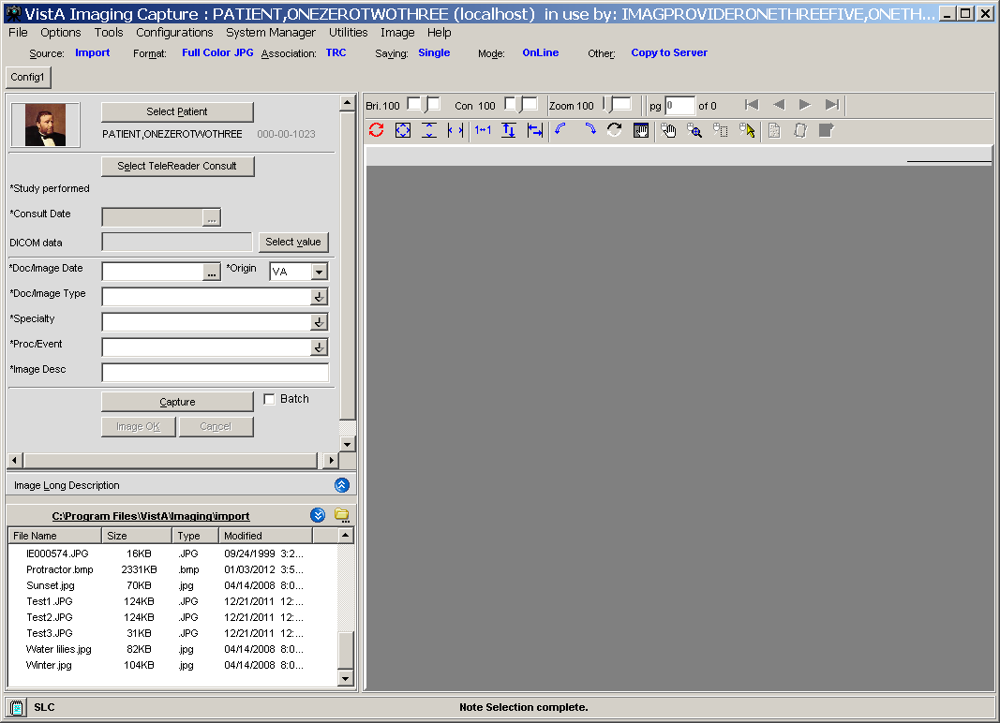 VistA Imaging Capture : PATIENT,ONEZEROTWOTHREE (localhost) in use by: IMAGPROVIDERONETHREEFIVE,ONETH...
File Options Tools Configurations System Manager Utilities Image Help
Source: Import Format: Full Color JPG Association: TRC Saving: Single Mode: OnLine Other: Copy to Server
Config1
Bri. 100 Con 100 Zoom 100 pg 0 of 0
Select Patient
PATIENT,ONEZEROTWOTHREE 000-00-1023
1↔1
Select TeleReader Consult
*Study performed
*Consult Date ...
DICOM data Select value
*Doc/Image Date ... *Origin VA
*Doc/Image Type
*Specialty
*Proc/Event
*Image Desc
Capture Batch
Image OK Cancel
Image Long Description
C:\Program Files\VistA\Imaging\import
File Name Size Type Modified
IE000574.JPG 16KB .JPG 09/24/1999 3:2...
Protractor.bmp 2331KB .bmp 01/03/2012 3:5...
Sunset.jpg 70KB .jpg 04/14/2008 8:0...
Test1.JPG 124KB .JPG 12/21/2011 12:...
Test2.JPG 124KB .JPG 12/21/2011 12:...
Test3.JPG 31KB .JPG 12/21/2011 12:...
Water lilies.jpg 82KB .jpg 04/14/2008 8:0...
Winter.jpg 104KB .jpg 04/14/2008 8:0...
SLC Note Selection complete.